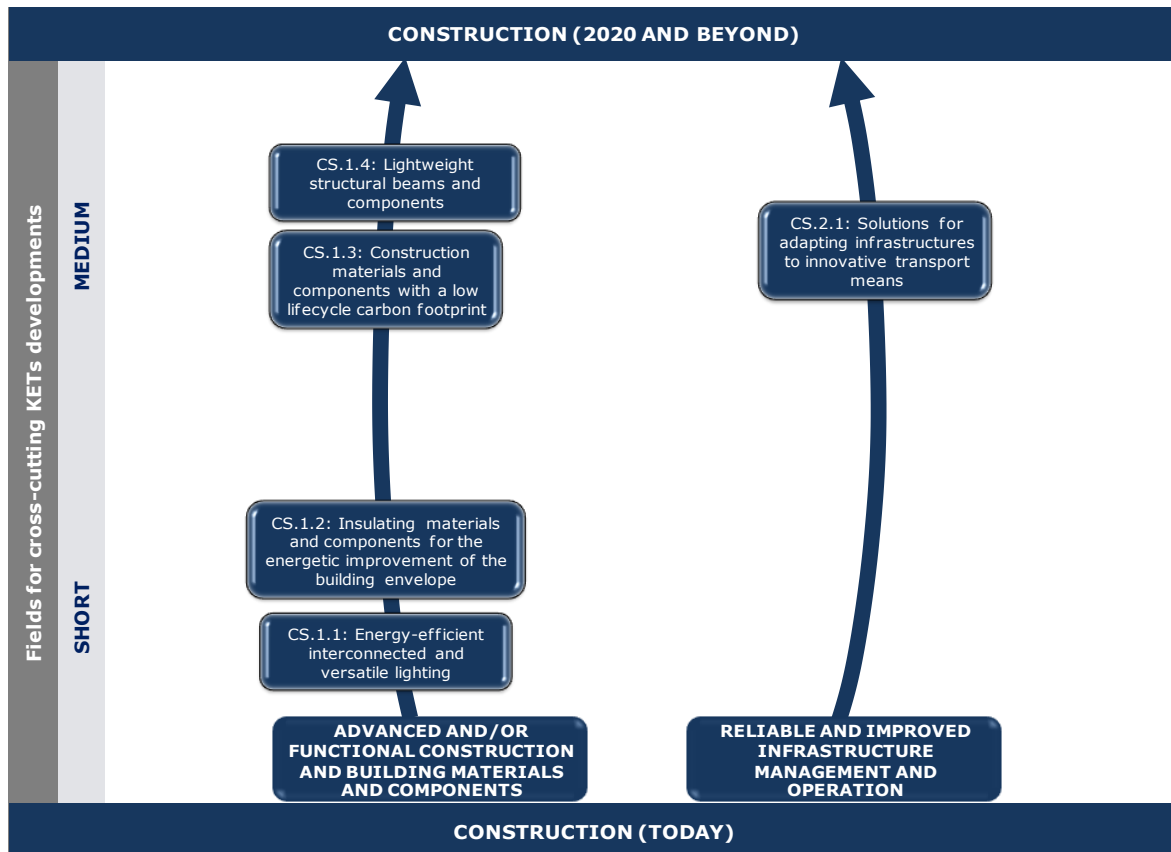 CONSTRUCTION (2020 AND BEYOND)
Fields for cross-cutting KETs developments
MEDIUM
SHORT
CS.1.4: Lightweight
structural beams and
components
CS.1.3: Construction
materials and
components with a low
lifecycle carbon footprint
CS.2.1: Solutions for
adapting infrastructures
to innovative transport
means
CS.1.2: Insulating materials
and components for the
energetic improvement of the
building envelope
CS.1.1: Energy-efficient
interconnected and
versatile lighting
ADVANCED AND/OR
FUNCTIONAL CONSTRUCTION
AND BUILDING MATERIALS
AND COMPONENTS
RELIABLE AND IMPROVED
INFRASTRUCTURE
MANAGEMENT AND
OPERATION
CONSTRUCTION (TODAY)